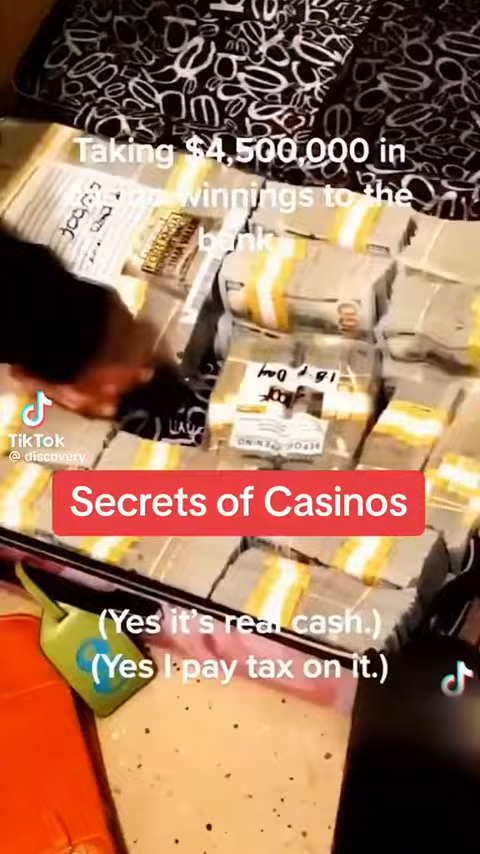 Taking $4,500,000 in
winnings to the
bank
TikTok
@ discovery
Secrets of Casinos
(Yes it's real cash.)
(Yes I pay tax on it.)